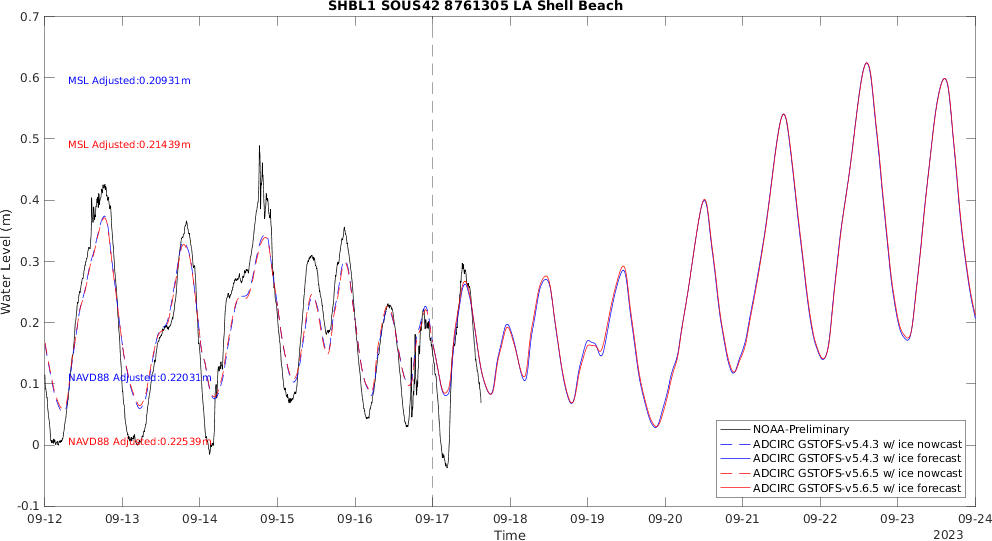 SHBL1 SOUS42 8761305 LA Shell Beach
0.7
0.6
0.5
0.4
0.3
0.2
0.1
0
-0.1
Water Level (m)
MSL Adjusted:0.20931m
MSL Adjusted:0.21439m
NAVD88 Adjusted:0.22031m
NAVD88 Adjusted:0.22539m
NOAA-Preliminary
ADCIRC GSTOFS-v5.4.3 w/ ice nowcast
ADCIRC GSTOFS-v5.4.3 w/ ice forecast
ADCIRC GSTOFS-v5.6.5 w/ ice nowcast
ADCIRC GSTOFS-v5.6.5 w/ ice forecast
09-12 09-13 09-14 09-15 09-16 09-17 09-18 09-19 09-20 09-21 09-22 09-23 09-24
Time
2023